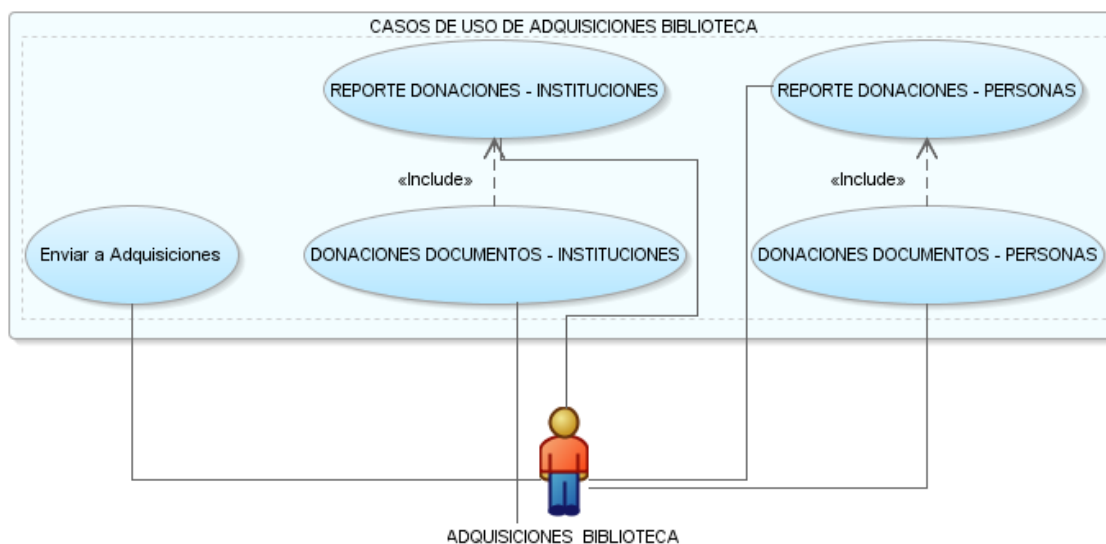 CASOS DE USO DE ADQUISICIONES BIBLIOTECA
REPORTE DONACIONES - INSTITUCIONES
REPORTE DONACIONES - PERSONAS
«Include»
«Include»
Enviar a Adquisiciones
DONACIONES DOCUMENTOS - INSTITUCIONES
DONACIONES DOCUMENTOS - PERSONAS
ADQUISICIONES BIBLIOTECA